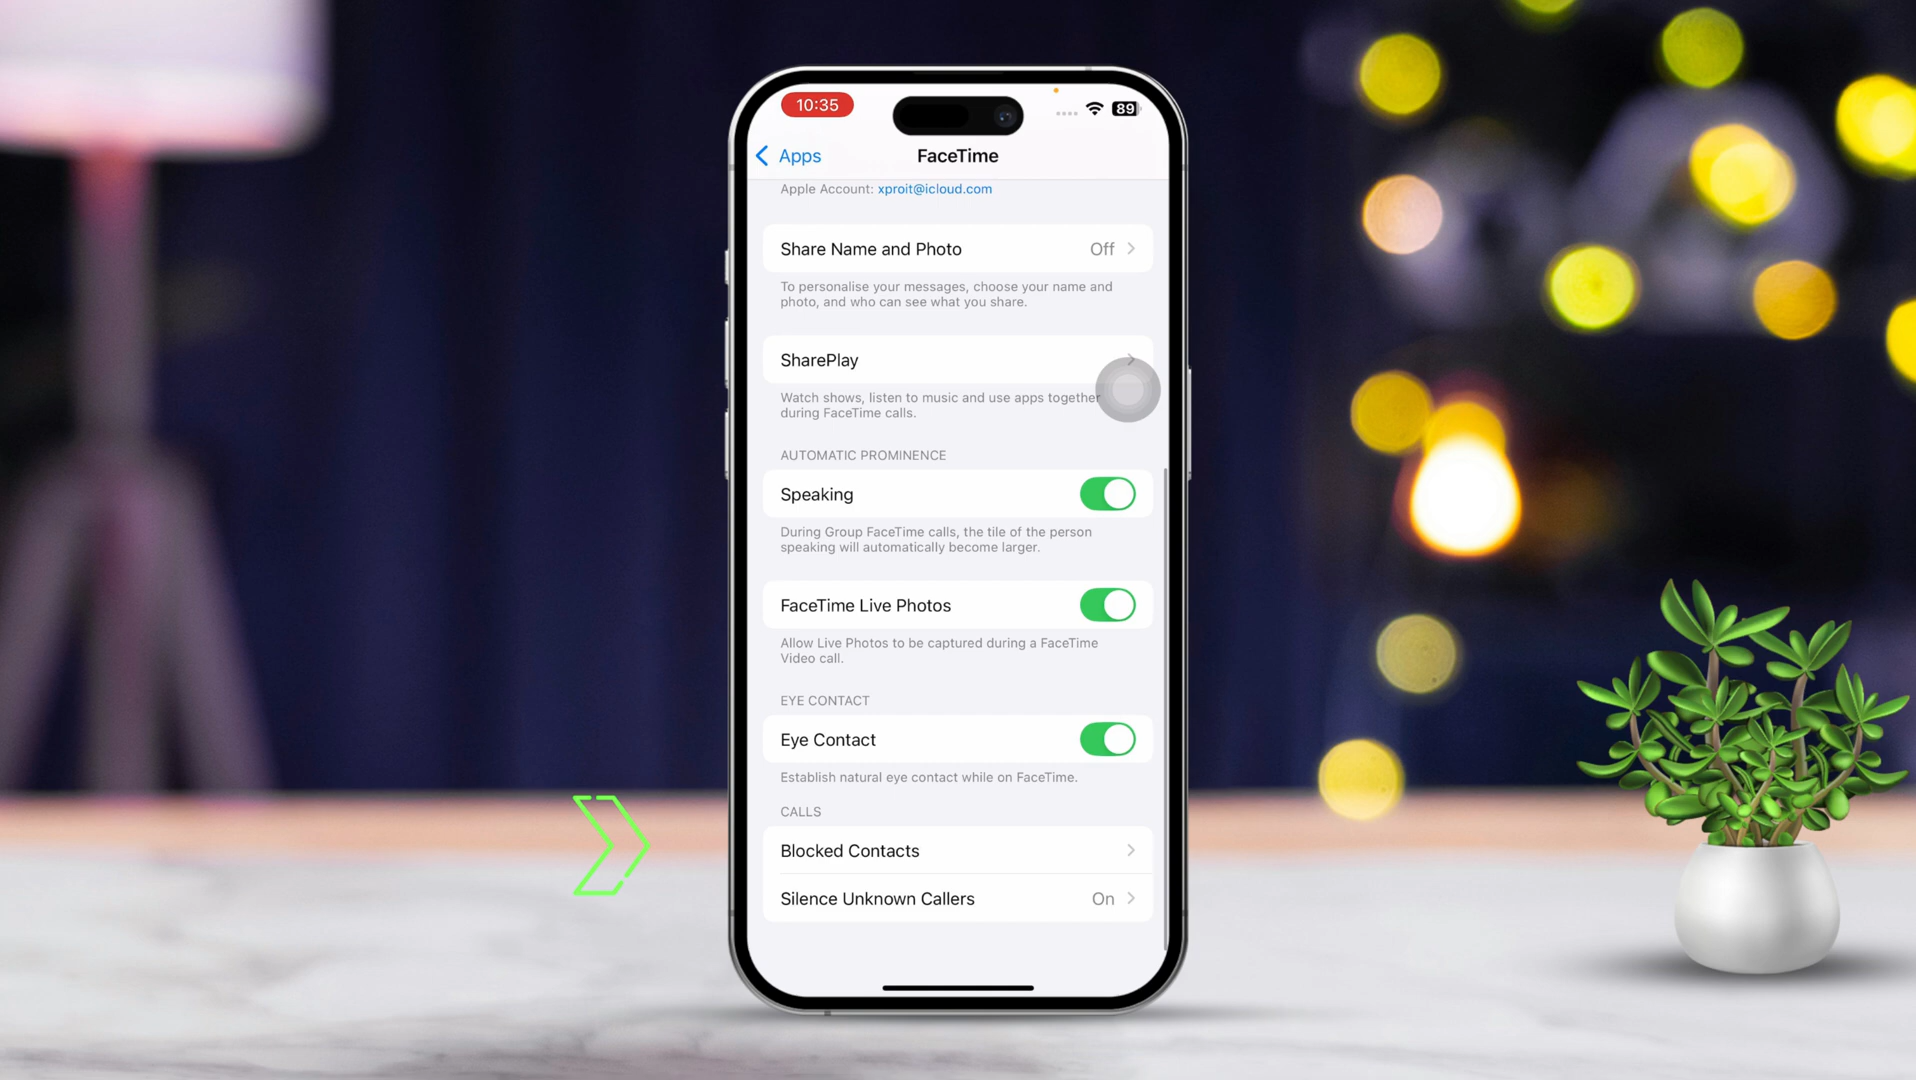 10:35
89
Apps
FaceTime
Apple Account: xproit@icloud.com
Share Name and Photo
Off
To personalise your messages, choose your name and
photo, and who can see what you share.
SharePlay
Watch shows, listen to music and use apps together
during FaceTime calls.
AUTOMATIC PROMINENCE
Speaking
During Group FaceTime calls, the tile of the person
speaking will automatically become larger.
FaceTime Live Photos
Allow Live Photos to be captured during a FaceTime
Video call.
EYE CONTACT
Eye Contact
Establish natural eye contact while on FaceTime.
CALLS
Blocked Contacts
Silence Unknown Callers
On